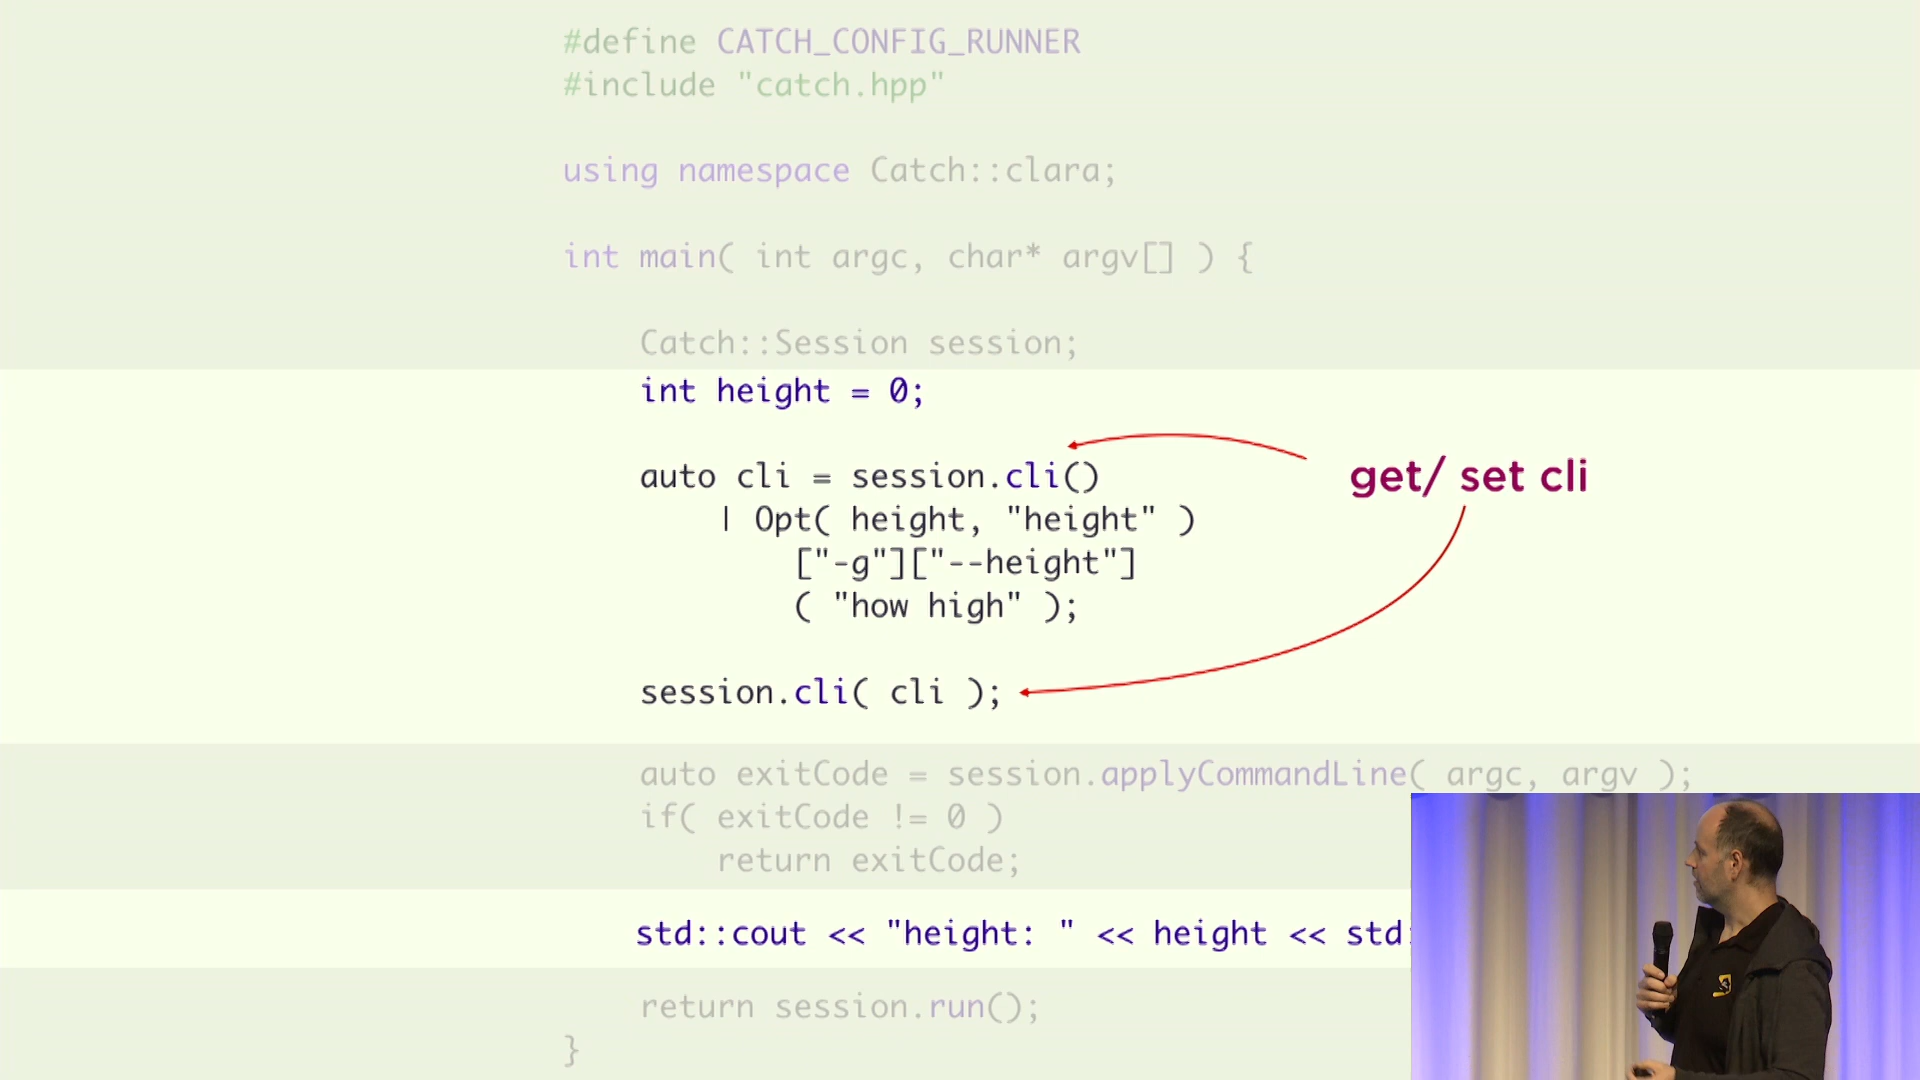 #define CATCH_CONFIG_RUNNER
#include "catch.hpp"
using namespace Catch::clara;
int main( int argc, char* argv[] ) {
Catch::Session session;
int height = 0;
auto cli = session.cli()
| Opt( height, "height" )
["-g"]["--height"]
( "how high" );
get/ set cli
session.cli( cli );
auto exitCode = session.applyCommandLine( argc, argv );
if( exitCode != 0 )
return exitCode;
std::cout << "height: " << height << std:
return session.run();
}